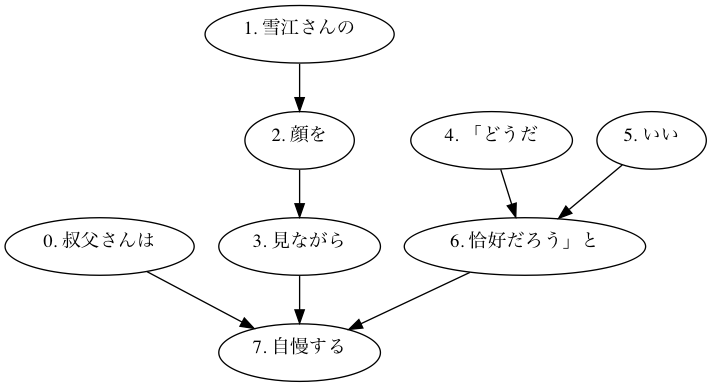 1. 雪江さんの
2. 顔を
4. 「どうだ
5. いい
0. 叔父さんは
3. 見ながら
6. 恰好だろう」と
7. 自慢する